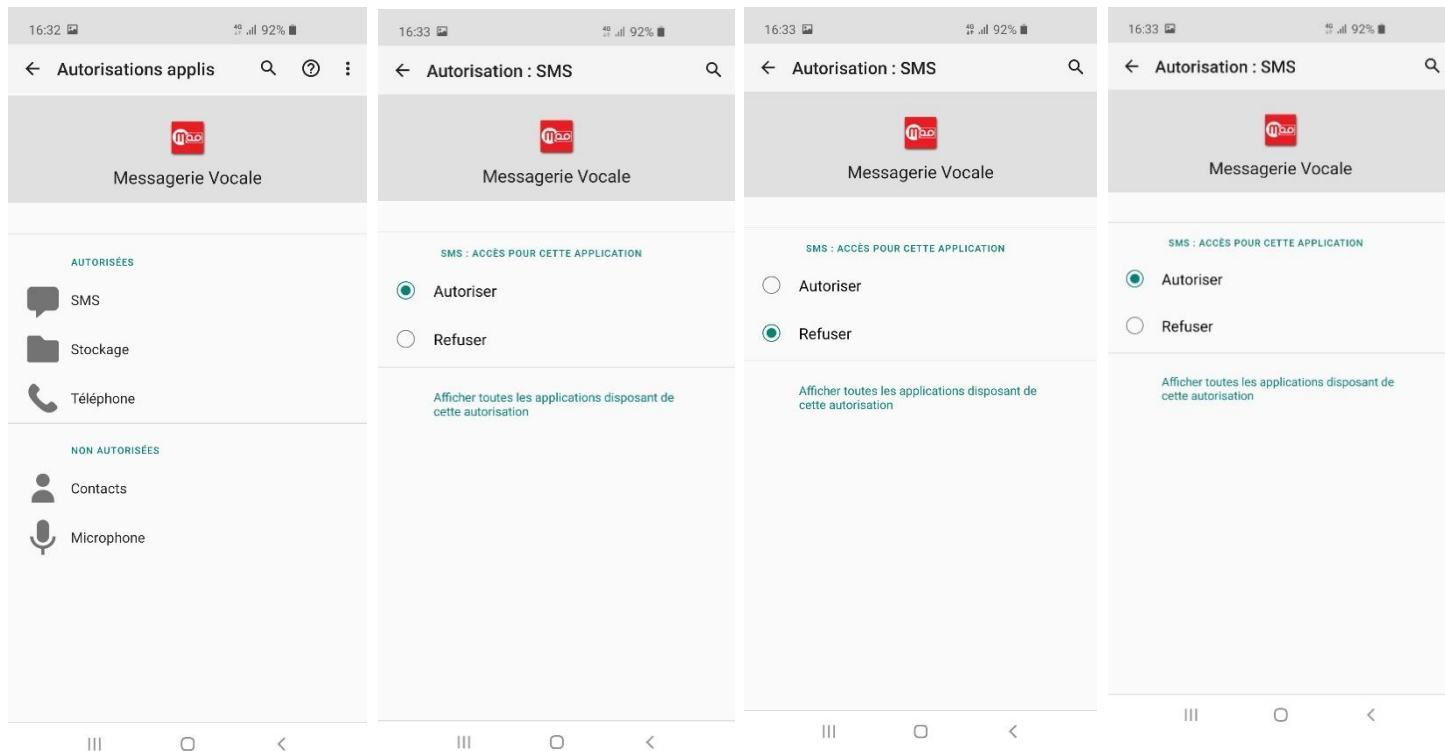 16:32
4G 92%
Autorisations applis
Messagerie Vocale
AUTORISÉES
SMS
Stockage
Téléphone
NON AUTORISÉES
Contacts
Microphone
16:33
4G 92%
Autorisation : SMS
Messagerie Vocale
SMS : ACCÈS POUR CETTE APPLICATION
Autoriser
Refuser
Afficher toutes les applications disposant de
cette autorisation
16:33
4G 92%
Autorisation : SMS
Messagerie Vocale
SMS : ACCÈS POUR CETTE APPLICATION
Autoriser
Refuser
Afficher toutes les applications disposant de
cette autorisation
16:33
4G 92%
Autorisation : SMS
Messagerie Vocale
SMS : ACCÈS POUR CETTE APPLICATION
Autoriser
Refuser
Afficher toutes les applications disposant de
cette autorisation